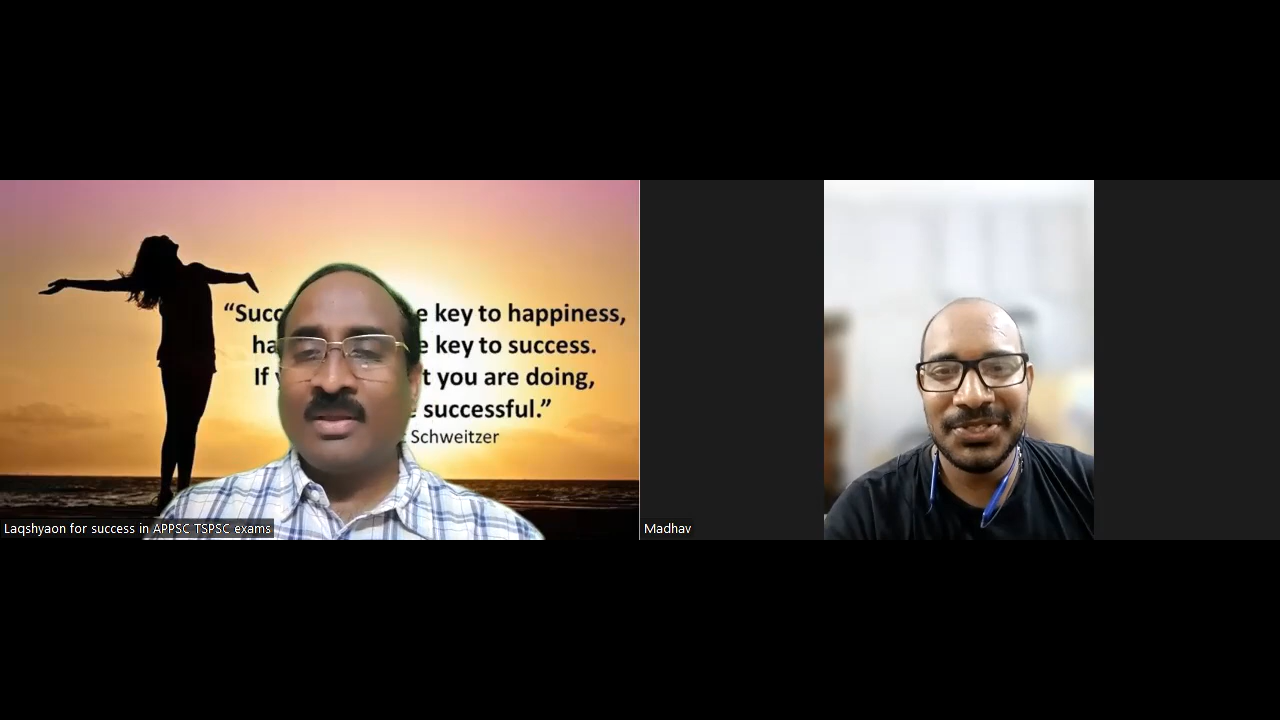 “Succ e key to happiness,
ha e key to success.
If t you are doing,
successful.”
Schweitzer
Laqshyaon for success in APPSC TSPSC exams
Madhav